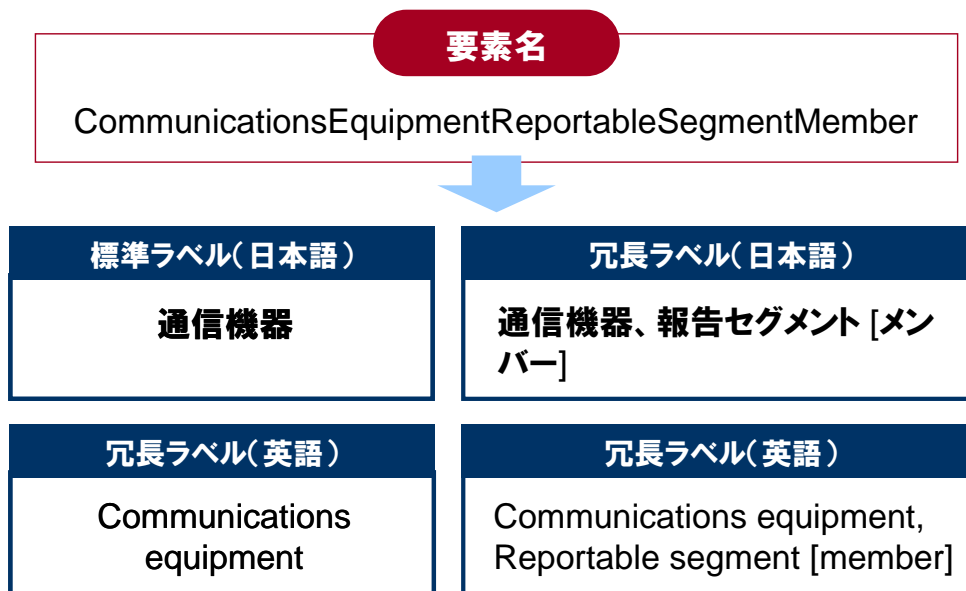 要素名
CommunicationsEquipmentReportableSegmentMember
標準ラベル(日本語)
通信機器
冗長ラベル(日本語)
通信機器、報告セグメント [メン
バー]
冗長ラベル(英語)
Communications
equipment
冗長ラベル(英語)
Communications equipment,
Reportable segment [member]